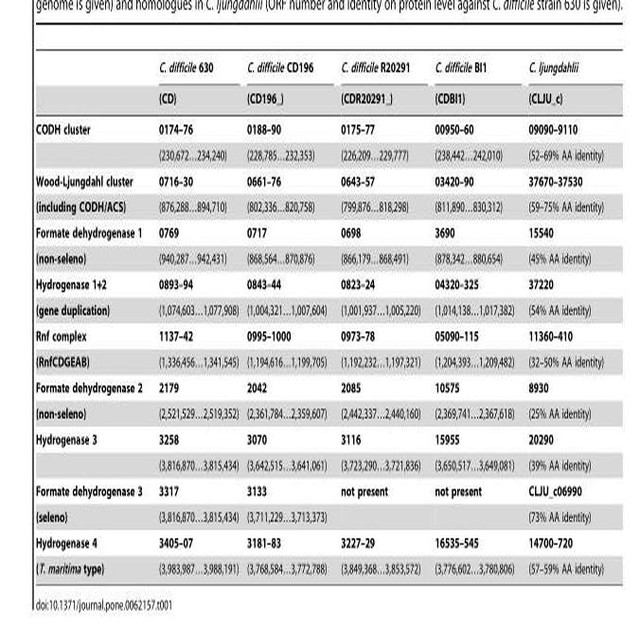 genome is given) and homologues in C. ljungdahlii (ORF number and identity on protein level against C. difficile strain 630 is given).
C. difficile 630 C. difficile CD196 C. difficile R20291 C. difficile BI1 C. ljungdahlii
(CD) (CD196_) (CDR20291_) (CDBI1) (CLJU_c)
CODH cluster 0174–76 0188–90 0175–77 00950–60 09090–9110
(230,672…234,240) (228,785…232,353) (226,209…229,777) (238,442…242,010) (52–69% AA identity)
Wood-Ljungdahl cluster 0716–30 0661–76 0643–57 03420–90 37670–37530
(including CODH/ACS) (876,288…894,710) (802,336…820,758) (799,876…818,298) (811,890…830,312) (59–75% AA identity)
Formate dehydrogenase 1 0769 0717 0698 3690 15540
(non-seleno) (940,287…942,431) (868,564…870,876) (866,179…868,491) (878,342…880,654) (45% AA identity)
Hydrogenase 1+2 0893–94 0843–44 0823–24 04320–325 37220
(gene duplication) (1,074,603…1,077,908) (1,004,321…1,007,604) (1,001,937…1,005,220) (1,014,138…1,017,382) (54% AA identity)
Rnf complex 1137–42 0995–1000 0973–78 05090–115 11360–410
(RnfCDGEAB) (1,336,456…1,341,545) (1,194,616…1,199,705) (1,192,232…1,197,321) (1,204,393…1,209,482) (32–50% AA identity)
Formate dehydrogenase 2 2179 2042 2085 10575 8930
(non-seleno) (2,521,529…2,519,352) (2,361,784…2,359,607) (2,442,337…2,440,160) (2,369,741…2,367,618) (25% AA identity)
Hydrogenase 3 3258 3070 3116 15955 20290
(3,816,870…3,815,434) (3,642,515…3,641,061) (3,723,290…3,721,836) (3,650,517…3,649,081) (39% AA identity)
Formate dehydrogenase 3 3317 3133 not present not present CLJU_c06990
(seleno) (3,816,870…3,815,434) (3,711,229…3,713,373) (73% AA identity)
Hydrogenase 4 3405–07 3181–83 3227–29 16535–545 14700–720
(T. maritima type) (3,983,987…3,988,191) (3,768,584…3,772,788) (3,849,368…3,853,572) (3,776,602…3,780,806) (57–59% AA identity)
doi:10.1371/journal.pone.0062157.t001